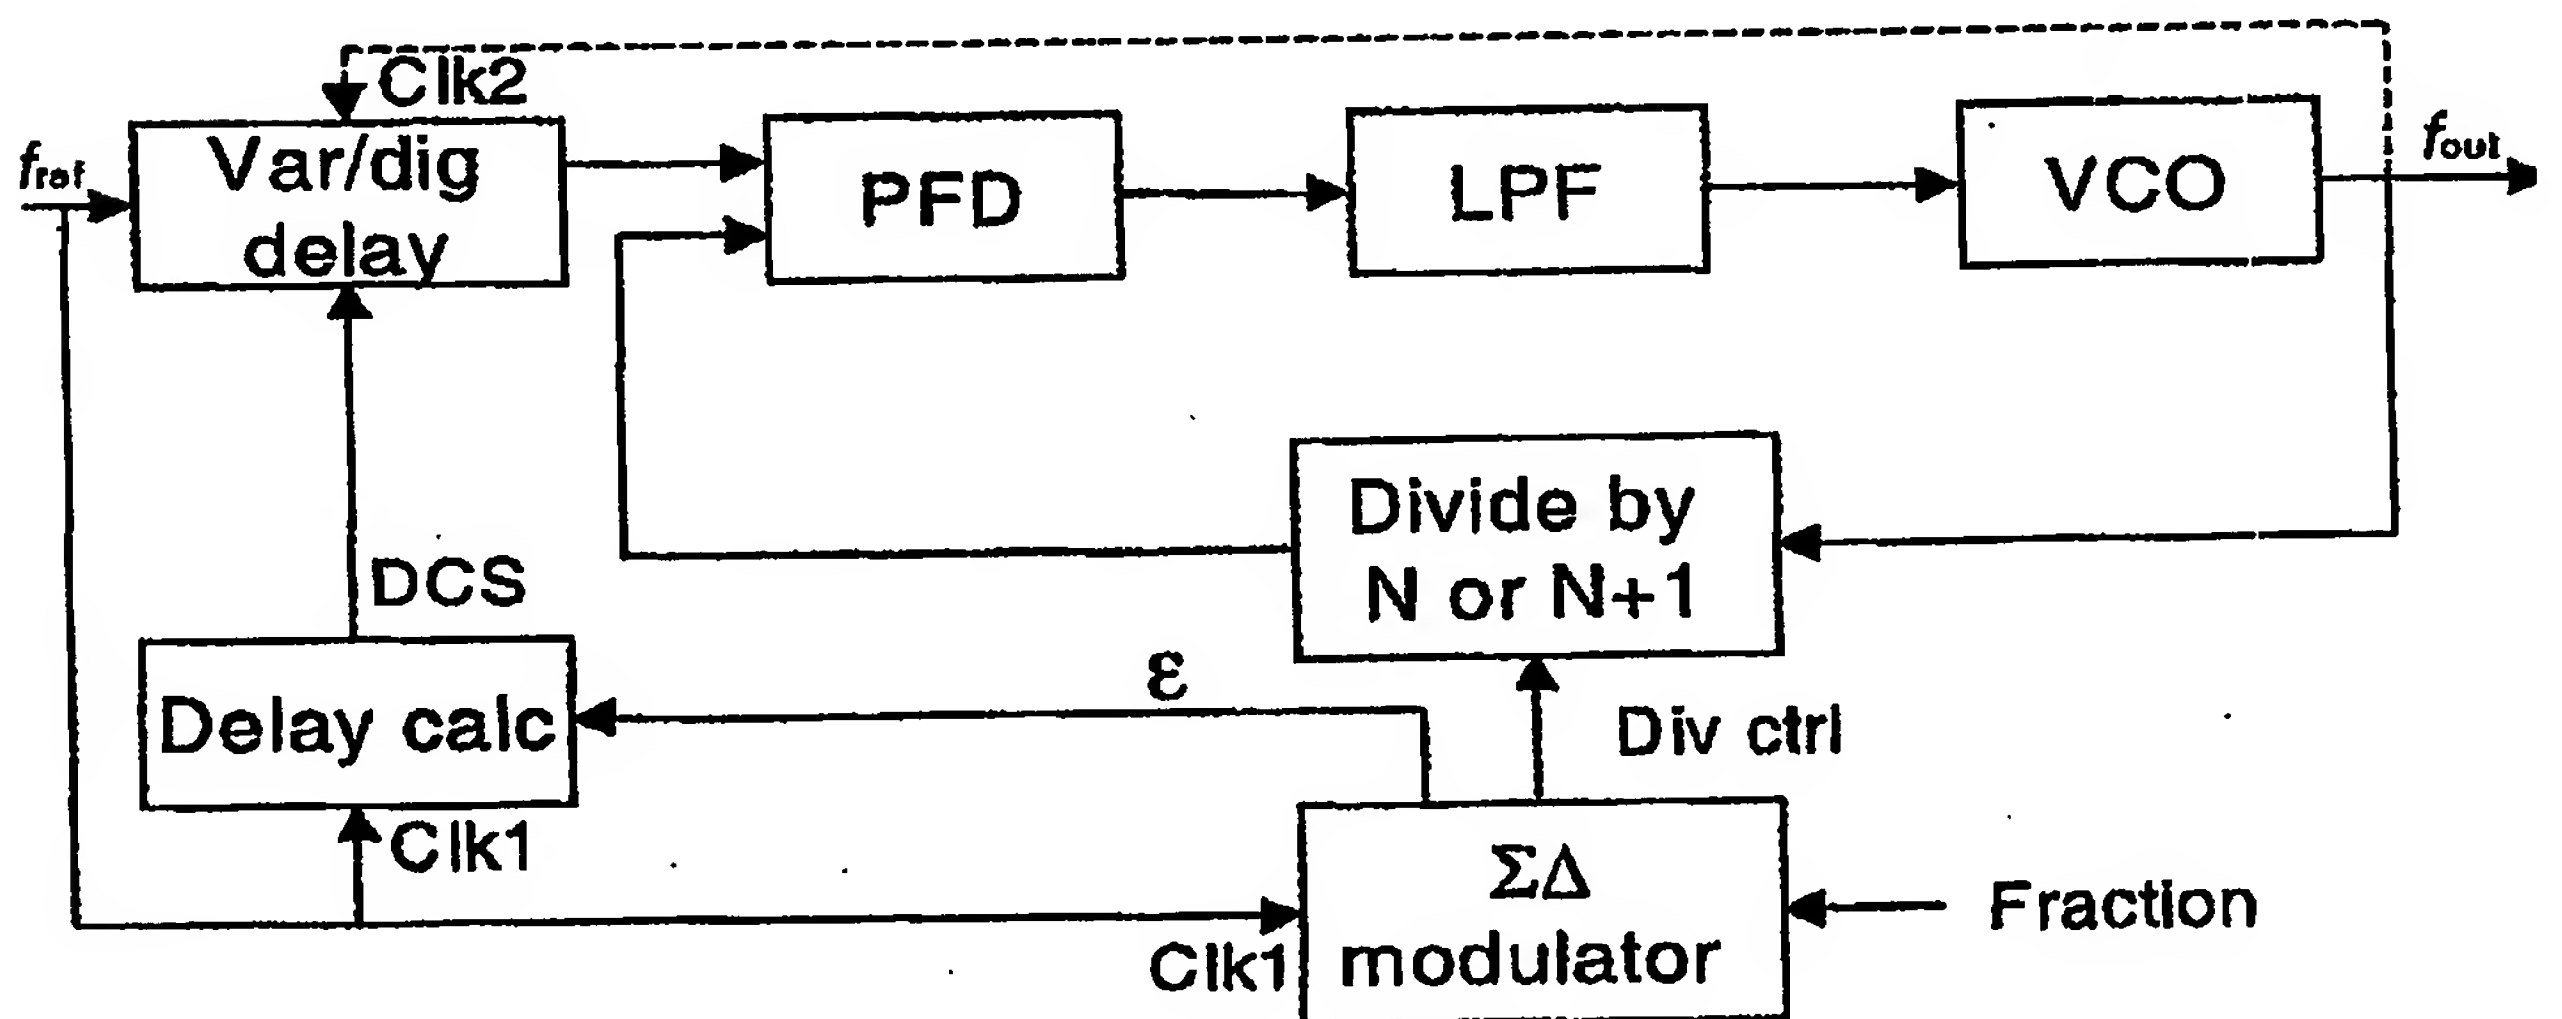 Clk2
fref
Var/dig
delay
PFD
LPF
VCO
fout
DCS
Divide by
N or N+1
ε
Delay calc
Div ctrl
Clk1
ΣΔ
modulator
Fraction
Clk1